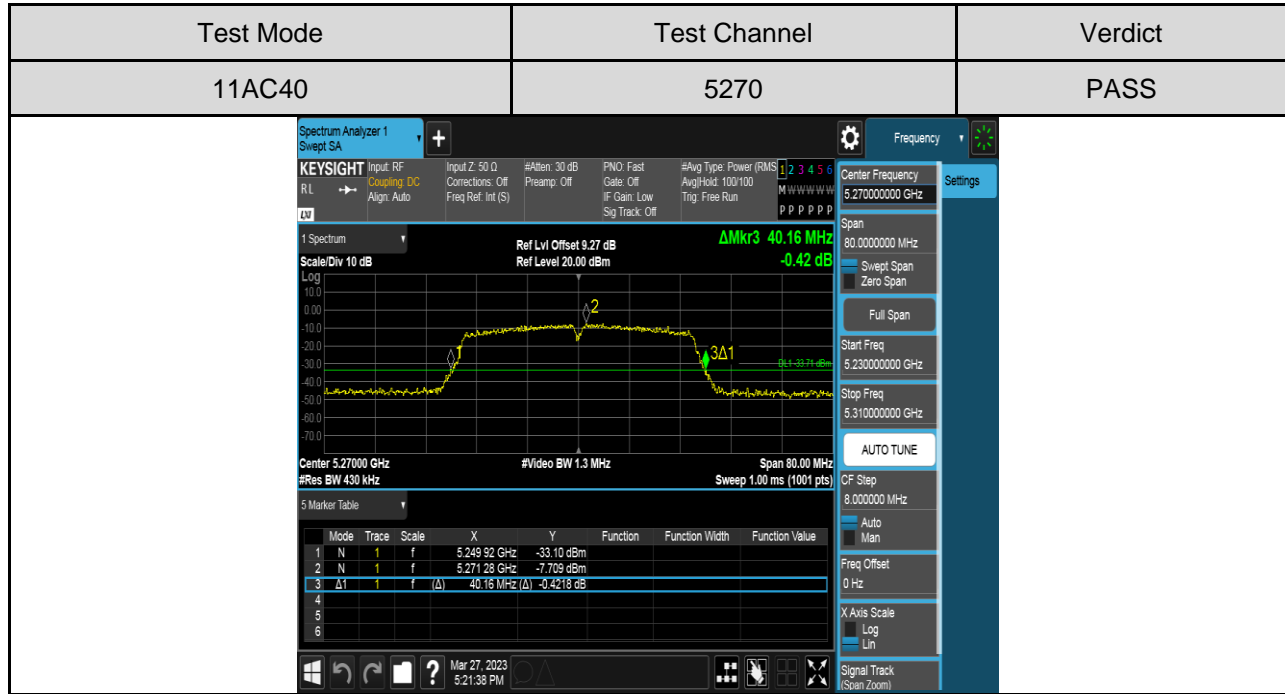 Test Mode Test Channel Verdict
11AC40 5270 PASS
Spectrum Analyzer 1
Swept SA
+
Frequency
KEYSIGHT
RL
LXI
Input: RF
Coupling: DC
Align: Auto
Input Z: 50 Ω
Corrections: Off
Freq Ref: Int (S)
#Atten: 30 dB
Preamp: Off
PNO: Fast
Gate: Off
IF Gain: Low
Sig Track: Off
#Avg Type: Power (RMS
Avg|Hold: 100/100
Trig: Free Run
1 2 3 4 5 6
M W W W W W
P P P P P P
1 Spectrum
Scale/Div 10 dB
Ref Lvl Offset 9.27 dB
Ref Level 20.00 dBm
ΔMkr3 40.16 MHz
-0.42 dB
Log
10.0
0.00
-10.0
-20.0
-30.0
-40.0
-50.0
-60.0
-70.0
1
2
3Δ1
DL1 -33.71 dBm
Center 5.27000 GHz
#Res BW 430 kHz
#Video BW 1.3 MHz
Span 80.00 MHz
Sweep 1.00 ms (1001 pts)
5 Marker Table
Mode Trace Scale X Y Function Function Width Function Value
1 N 1 f 5.249 92 GHz -33.10 dBm
2 N 1 f 5.271 28 GHz -7.709 dBm
3 Δ1 1 f (Δ) 40.16 MHz (Δ) -0.4218 dB
4
5
6
Mar 27, 2023
5:21:38 PM
?
Center Frequency
5.270000000 GHz
Settings
Span
80.0000000 MHz
Swept Span
Zero Span
Full Span
Start Freq
5.230000000 GHz
Stop Freq
5.310000000 GHz
AUTO TUNE
CF Step
8.000000 MHz
Auto
Man
Freq Offset
0 Hz
X Axis Scale
Log
Lin
Signal Track
(Span Zoom)